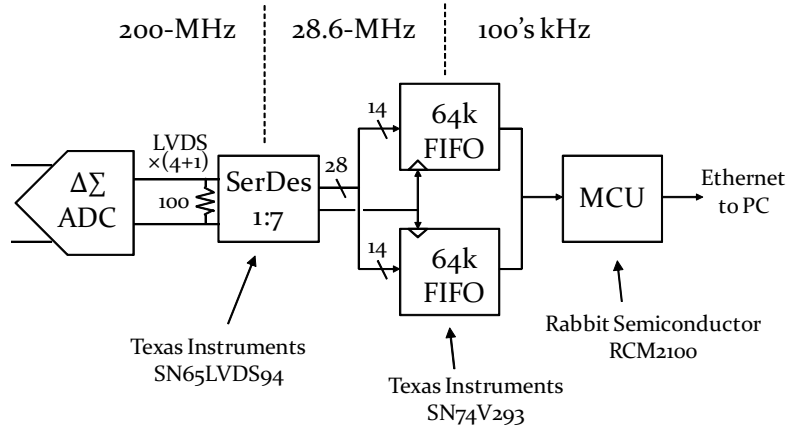 200-MHz
28.6-MHz
100's kHz
LVDS
×(4+1)
100
ΔΣ
ADC
SerDes
1:7
28
14
64k
FIFO
14
64k
FIFO
MCU
Ethernet
to PC
Texas Instruments
SN65LVDS94
Texas Instruments
SN74V293
Rabbit Semiconductor
RCM2100